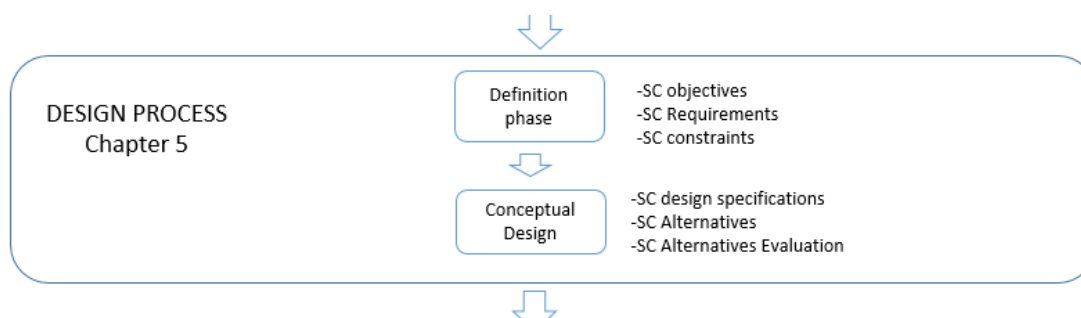 DESIGN PROCESS
Chapter 5
Definition
phase
-SC objectives
-SC Requirements
-SC constraints
Conceptual
Design
-SC design specifications
-SC Alternatives
-SC Alternatives Evaluation